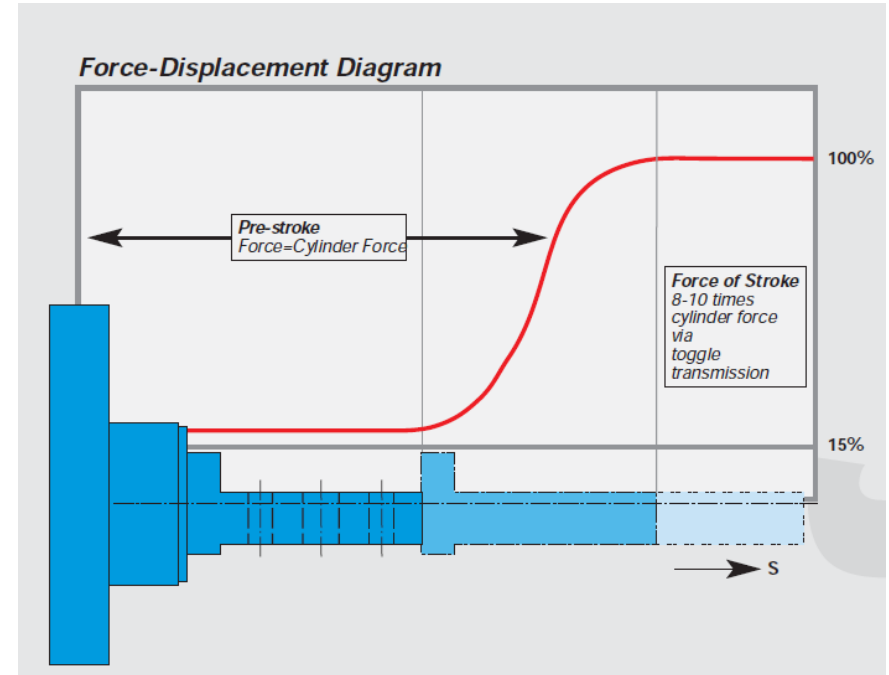 Force-Displacement Diagram
100%
Pre-stroke
Force=Cylinder Force
Force of Stroke
8-10 times
cylinder force
via
toggle
transmission
15%
S